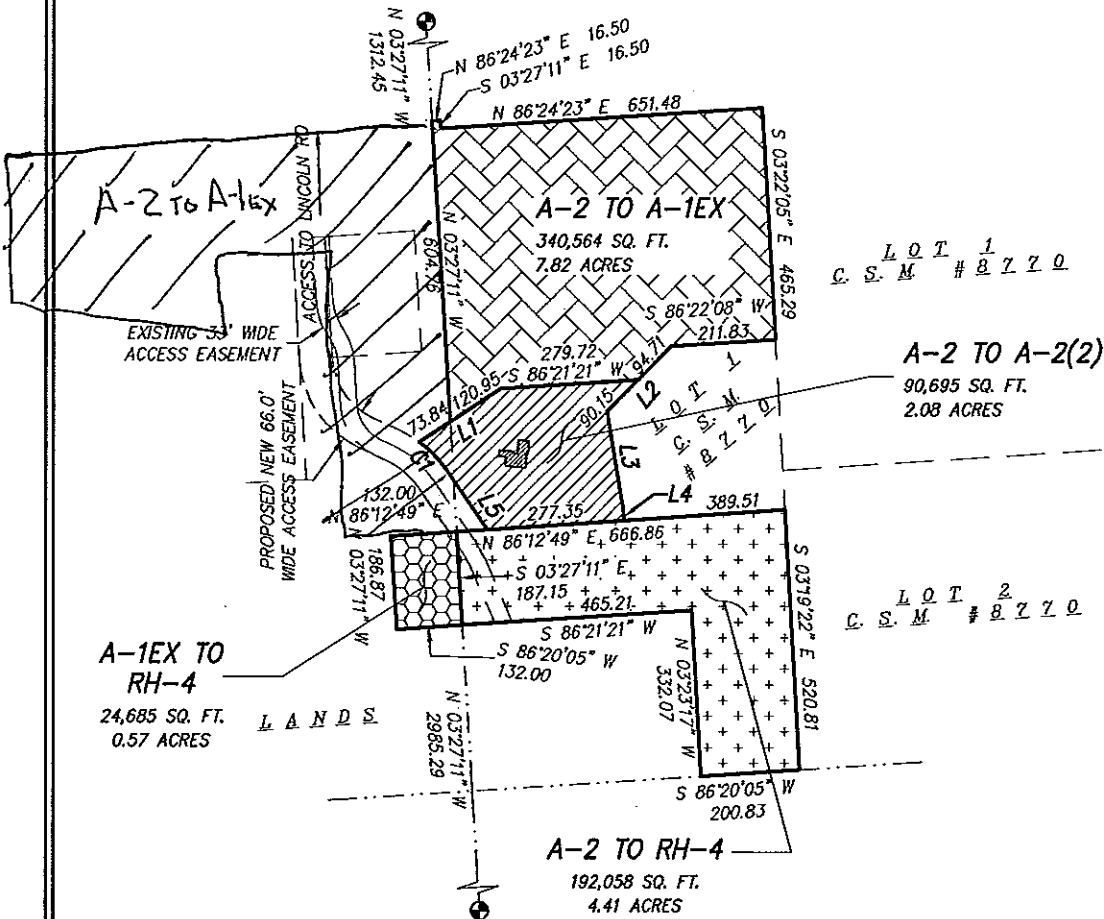 N 03°27'11" W
1312.45
N 86°24'23" E 16.50
S 03°27'11" E 16.50
N 86°24'23" E 651.48
A-2 TO A-1EX
ACCESS TO LINCOLN RD
N 03°27'11" W
604.76
A-2 TO A-1EX
340,564 SQ. FT.
7.82 ACRES
S 03°22'05" E 465.29
LOT 1
C. S. M. #8770
S 86°22'08" W
211.83
EXISTING 33' WIDE
ACCESS EASEMENT
279.72
S 86°21'21" W
94.71
120.95
73.84
L1
90.15
L2
LOT 1
C. S. M.
#8770
A-2 TO A-2(2)
90,695 SQ. FT.
2.08 ACRES
PROPOSED NEW 66.0'
WIDE ACCESS EASEMENT
C1
L3
L5
L4
132.00
N 86°12'49" E
277.35
389.51
N 86°12'49" E 666.86
186.87
N 03°27'11" W
S 03°27'11" E
187.15
465.21
S 86°21'21" W
S 86°20'05" W
132.00
S 03°19'22" E 520.81
LOT 2
C. S. M. #8770
A-1EX TO
RH-4
24,685 SQ. FT.
0.57 ACRES
LANDS
N 03°27'11" W
2985.29
N 03°23'17" W
332.07
S 86°20'05" W
200.83
A-2 TO RH-4
192,058 SQ. FT.
4.41 ACRES